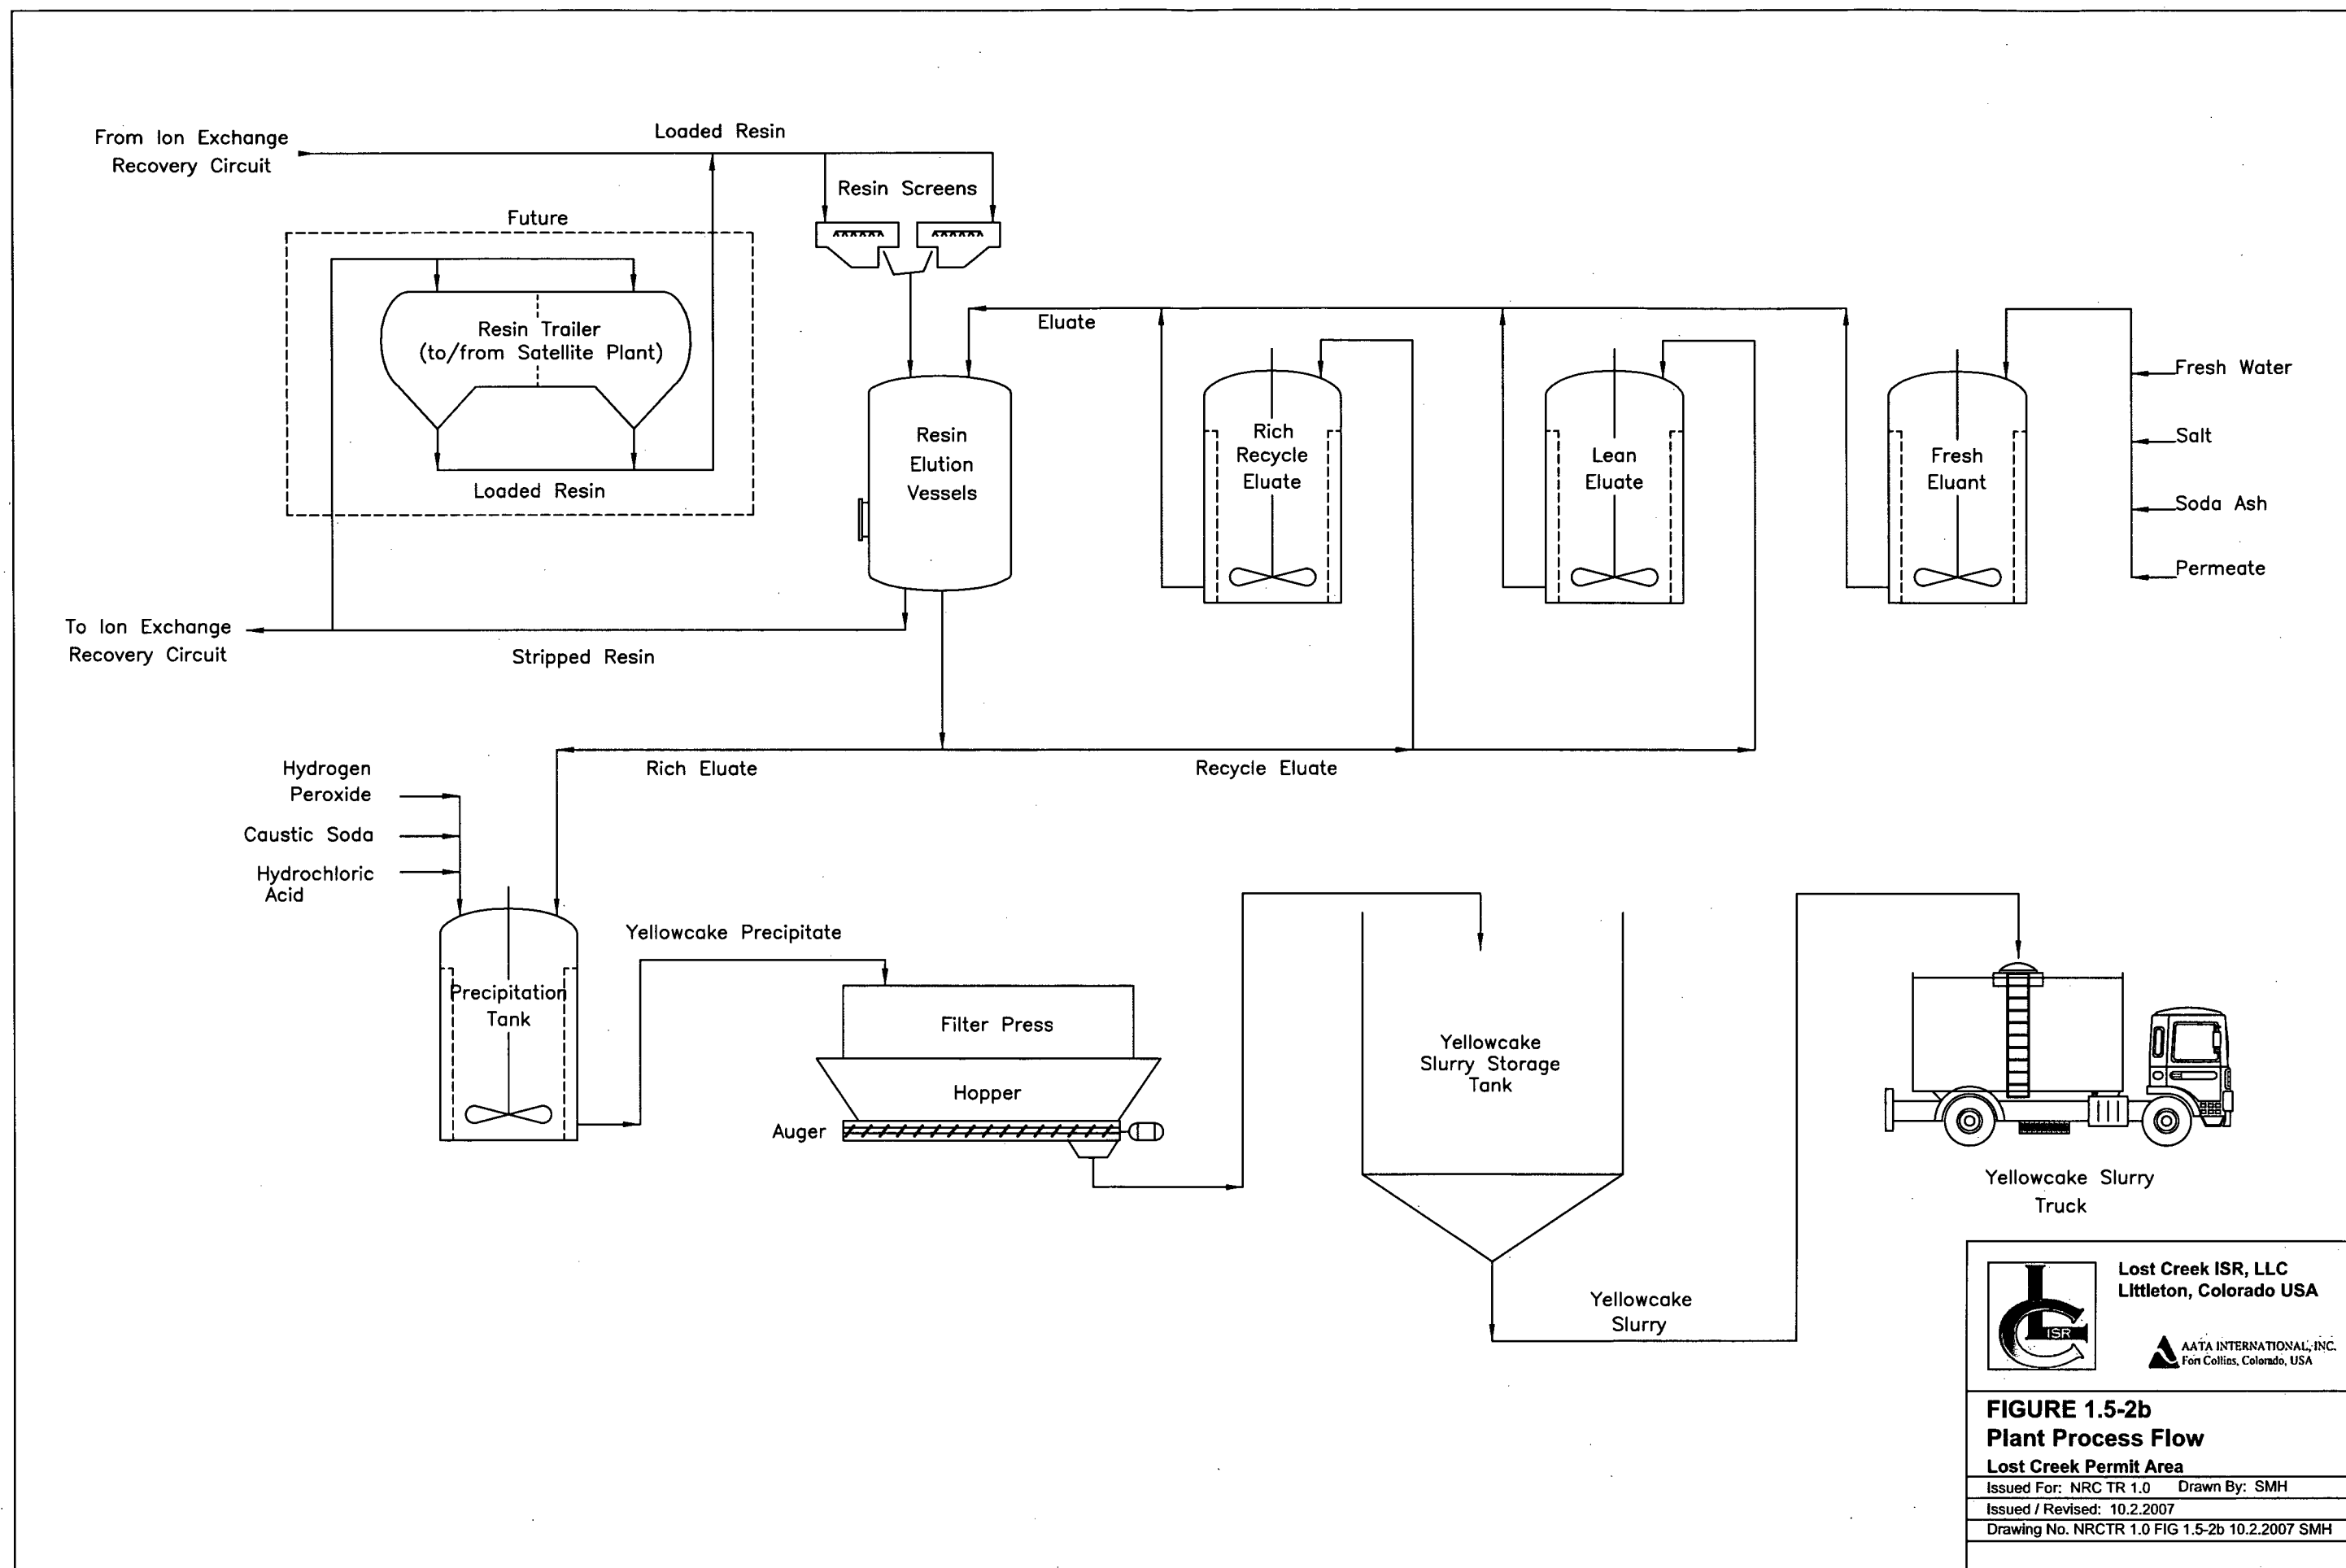 From Ion Exchange
Recovery Circuit
Loaded Resin
Resin Screens
Future
Resin Trailer
(to/from Satellite Plant)
Loaded Resin
Eluate
Resin
Elution
Vessels
Rich
Recycle
Eluate
Lean
Eluate
Fresh
Eluant
Fresh Water
Salt
Soda Ash
Permeate
To Ion Exchange
Recovery Circuit
Stripped Resin
Rich Eluate
Recycle Eluate
Hydrogen
Peroxide
Caustic Soda
Hydrochloric
Acid
Precipitation
Tank
Yellowcake Precipitate
Filter Press
Hopper
Auger
Yellowcake
Slurry Storage
Tank
Yellowcake
Slurry
Yellowcake Slurry
Truck
LC ISR
Lost Creek ISR, LLC
Littleton, Colorado USA
AATA INTERNATIONAL, INC.
Fort Collins, Colorado, USA
FIGURE 1.5-2b
Plant Process Flow
Lost Creek Permit Area
Issued For: NRC TR 1.0 Drawn By: SMH
Issued / Revised: 10.2.2007
Drawing No. NRCTR 1.0 FIG 1.5-2b 10.2.2007 SMH